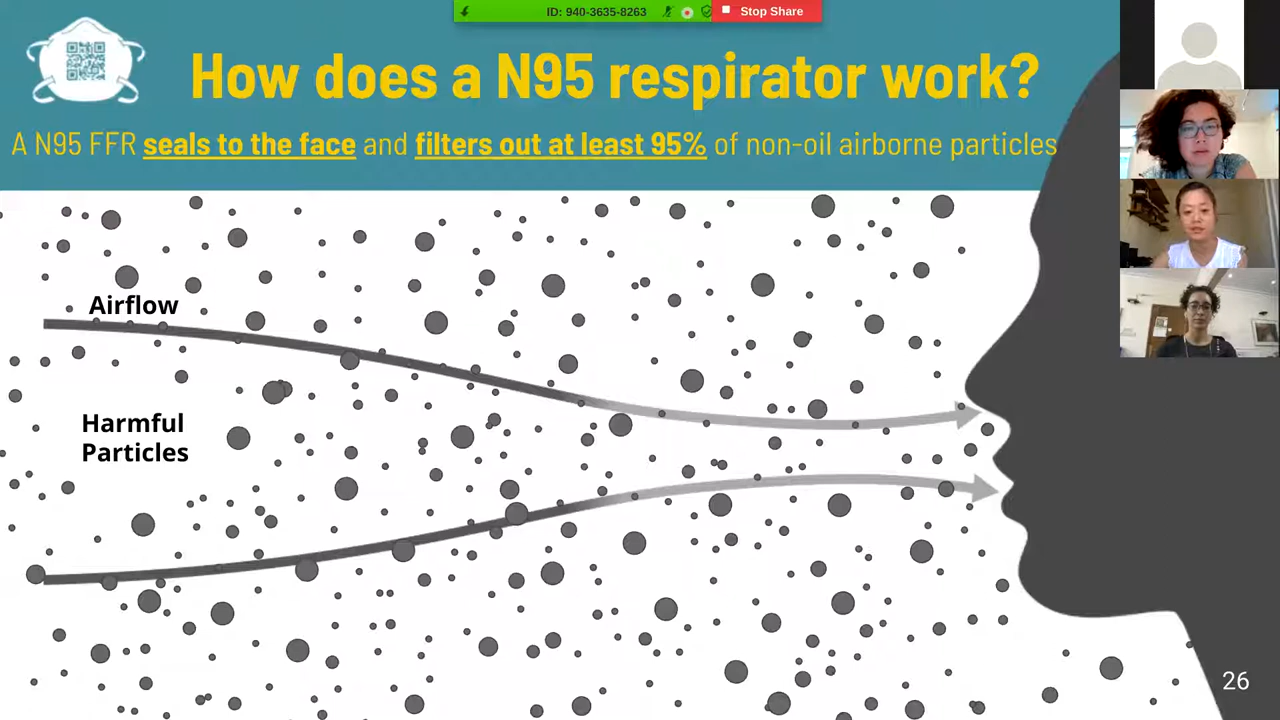 ID: 940-3635-8263
Stop Share
How does a N95 respirator work?
A N95 FFR seals to the face and filters out at least 95% of non-oil airborne particles
Airflow
Harmful
Particles
26